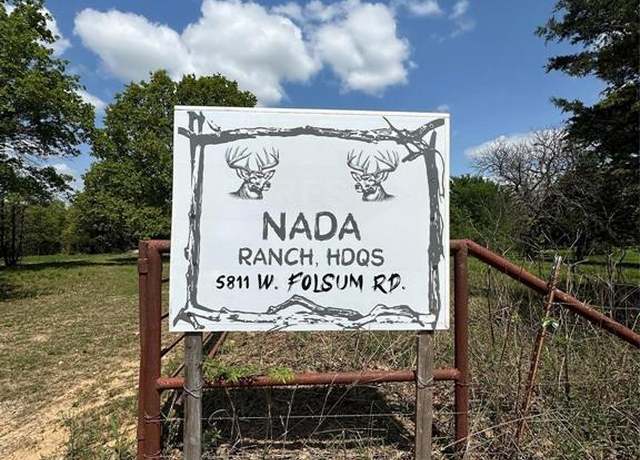 NADA
RANCH, HDQS
5811 W. FOLSUM RD.